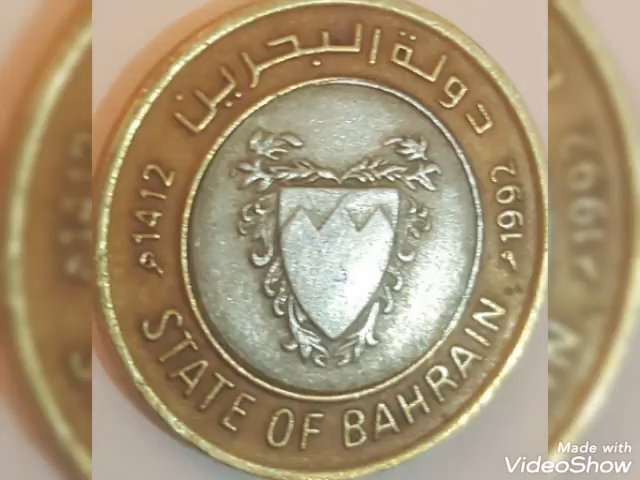 دولة البحرين
1412هـ
1992م
STATE OF BAHRAIN
Made with
VideoShow